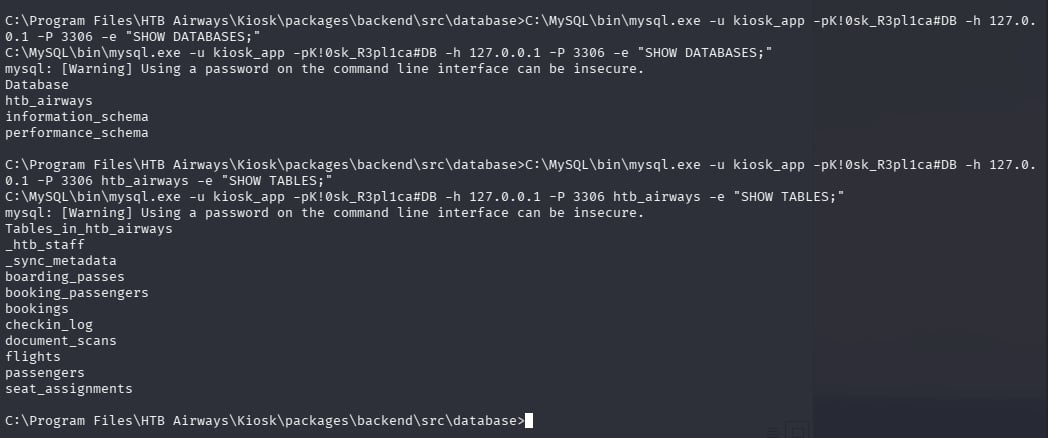 C:\Program Files\HTB Airways\Kiosk\packages\backend\src\database>C:\MySQL\bin\mysql.exe -u kiosk_app -pK!0sk_R3pl1ca#DB -h 127.0.
0.1 -P 3306 -e "SHOW DATABASES;"
C:\MySQL\bin\mysql.exe -u kiosk_app -pK!0sk_R3pl1ca#DB -h 127.0.0.1 -P 3306 -e "SHOW DATABASES;"
mysql: [Warning] Using a password on the command line interface can be insecure.
Database
htb_airways
information_schema
performance_schema
C:\Program Files\HTB Airways\Kiosk\packages\backend\src\database>C:\MySQL\bin\mysql.exe -u kiosk_app -pK!0sk_R3pl1ca#DB -h 127.0.
0.1 -P 3306 htb_airways -e "SHOW TABLES;"
C:\MySQL\bin\mysql.exe -u kiosk_app -pK!0sk_R3pl1ca#DB -h 127.0.0.1 -P 3306 htb_airways -e "SHOW TABLES;"
mysql: [Warning] Using a password on the command line interface can be insecure.
Tables_in_htb_airways
_htb_staff
_sync_metadata
boarding_passes
booking_passengers
bookings
checkin_log
document_scans
flights
passengers
seat_assignments
C:\Program Files\HTB Airways\Kiosk\packages\backend\src\database>